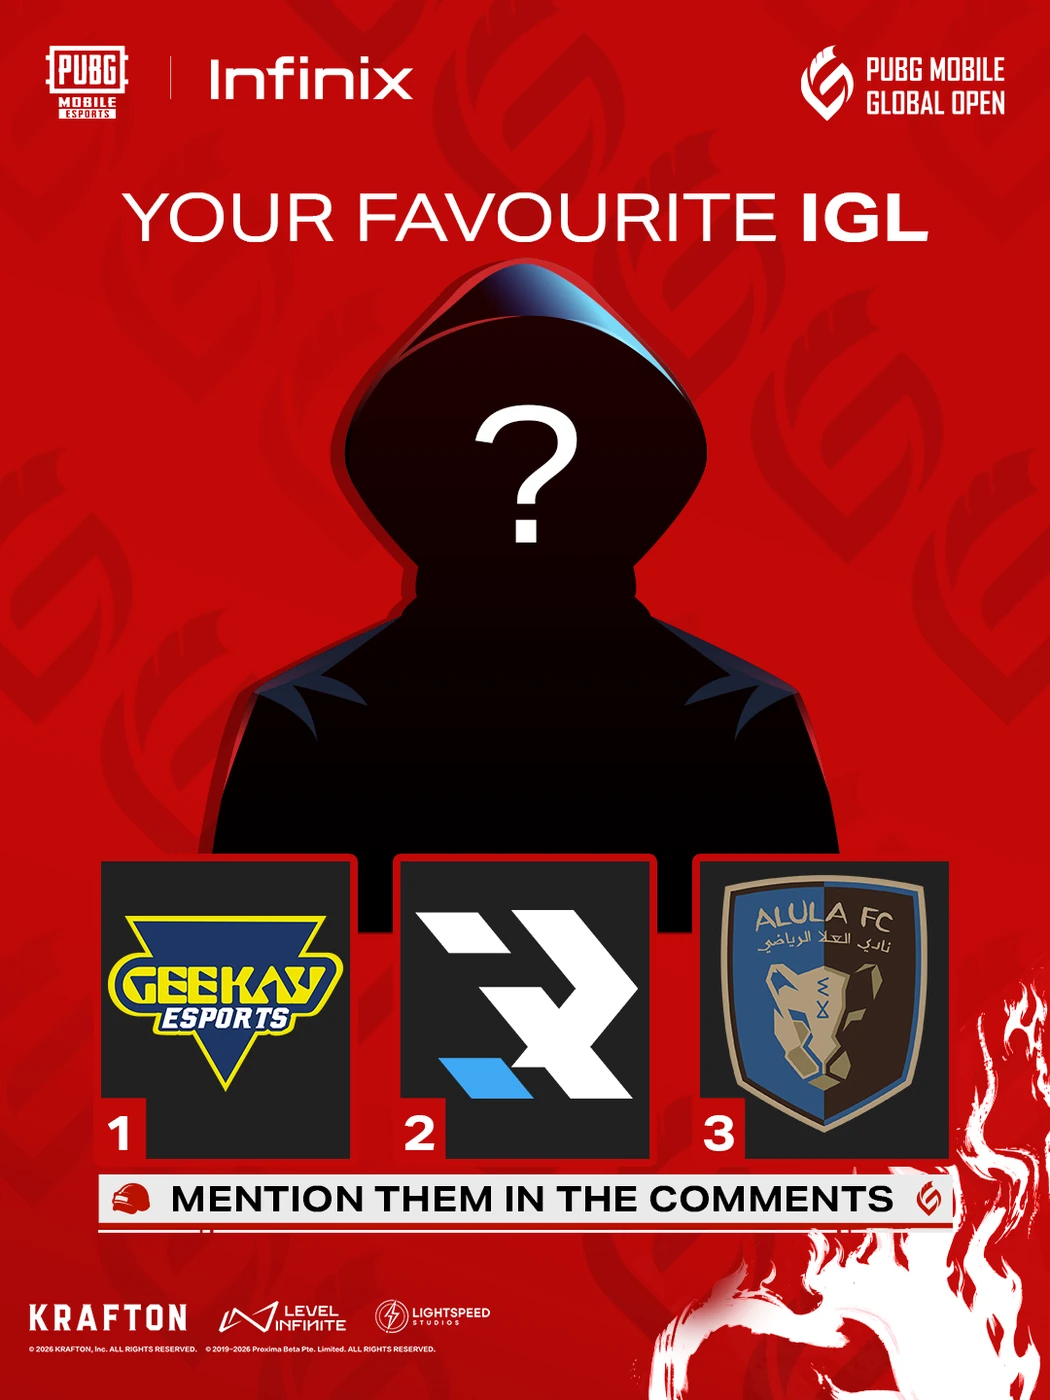 PUBG
MOBILE
ESPORTS
Infinix
PUBG MOBILE
GLOBAL OPEN
YOUR FAVOURITE IGL
?
GEEKAY
ESPORTS
R
ALULA FC
نادي العلا الرياضي
1
2
3
MENTION THEM IN THE COMMENTS
KRAFTON
LEVEL
INFINITE
LIGHTSPEED
STUDIOS
© 2026 KRAFTON, Inc. ALL RIGHTS RESERVED. © 2019-2026 Proxima Beta Pte. Limited. ALL RIGHTS RESERVED.